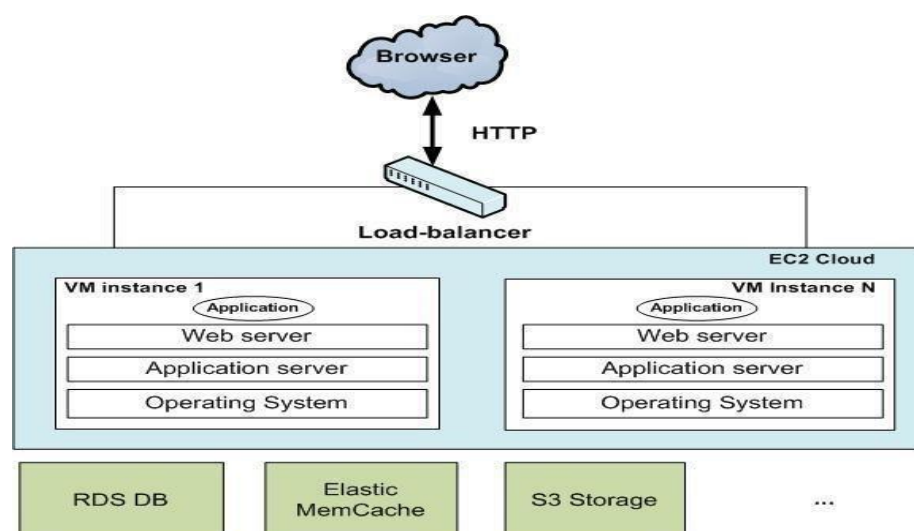 Browser
HTTP
Load-balancer
EC2 Cloud
VM instance 1
Application
Web server
Application server
Operating System
VM Instance N
Application
Web server
Application server
Operating System
RDS DB
Elastic
MemCache
S3 Storage
...